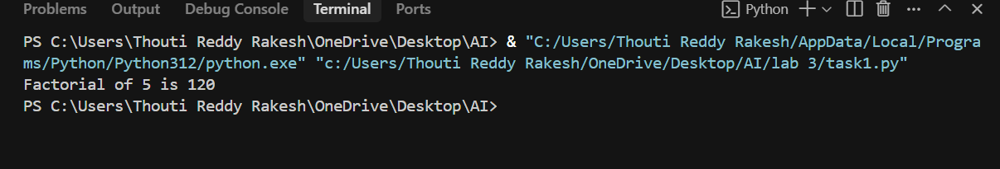 Problems Output Debug Console Terminal Ports Python
PS C:\Users\Thouti Reddy Rakesh\OneDrive\Desktop\AI> & "C:/Users/Thouti Reddy Rakesh/AppData/Local/Progra
ms/Python/Python312/python.exe" "c:/Users/Thouti Reddy Rakesh/OneDrive/Desktop/AI/lab 3/task1.py"
Factorial of 5 is 120
PS C:\Users\Thouti Reddy Rakesh\OneDrive\Desktop\AI>